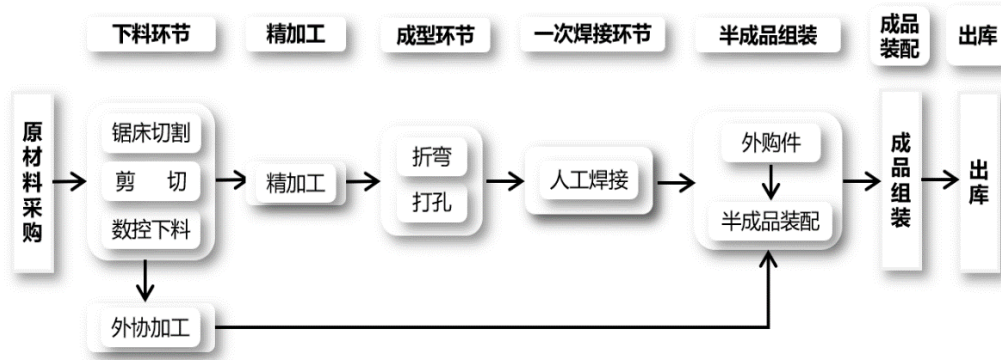 下料环节
精加工
成型环节
一次焊接环节
半成品组装
成品
装配
出库
原材料采购
锯床切割
剪 切
数控下料
外协加工
精加工
折弯
打孔
人工焊接
外购件
半成品装配
成品组装
出库